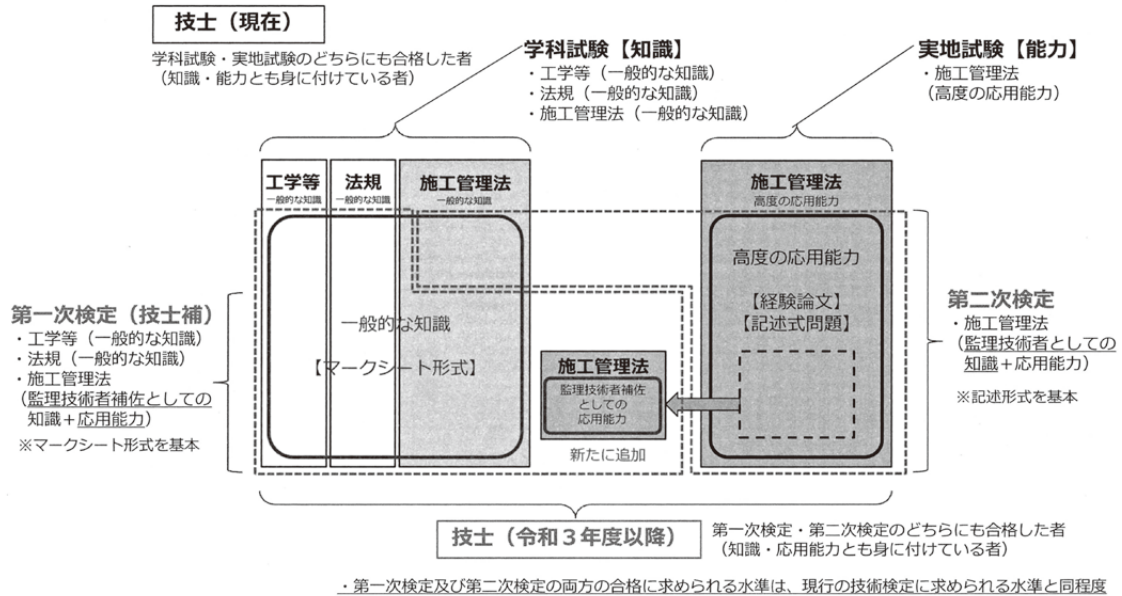 技士（現在）
学科試験・実地試験のどちらにも合格した者
（知識・能力とも身に付けている者）
学科試験【知識】
・工学等（一般的な知識）
・法規（一般的な知識）
・施工管理法（一般的な知識）
実地試験【能力】
・施工管理法
（高度の応用能力）
工学等
一般的な知識
法規
一般的な知識
施工管理法
一般的な知識
施工管理法
高度の応用能力
第一次検定（技士補）
・工学等（一般的な知識）
・法規（一般的な知識）
・施工管理法
（監理技術者補佐としての
知識＋応用能力）
※マークシート形式を基本
一般的な知識
【マークシート形式】
施工管理法
監理技術者補佐
としての
応用能力
新たに追加
高度の応用能力
【経験論文】
【記述式問題】
第二次検定
・施工管理法
（監理技術者としての
知識＋応用能力）
※記述形式を基本
技士（令和３年度以降）
第一次検定・第二次検定のどちらにも合格した者
（知識・応用能力とも身に付けている者）
・第一次検定及び第二次検定の両方の合格に求められる水準は、現行の技術検定に求められる水準と同程度